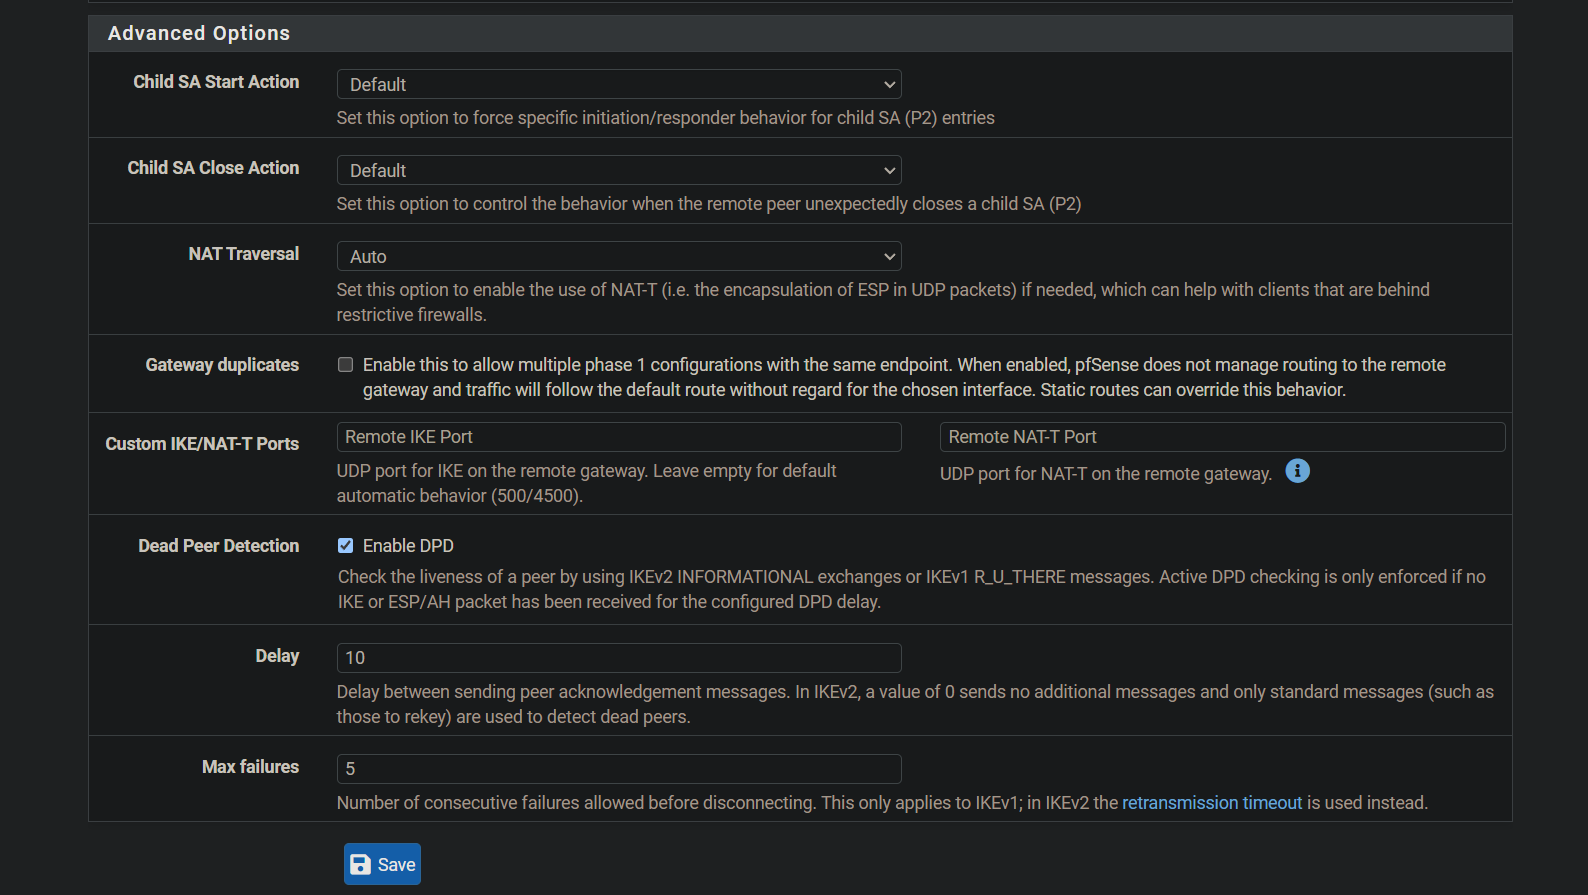 Advanced Options
Child SA Start Action
Default
Set this option to force specific initiation/responder behavior for child SA (P2) entries
Child SA Close Action
Default
Set this option to control the behavior when the remote peer unexpectedly closes a child SA (P2)
NAT Traversal
Auto
Set this option to enable the use of NAT-T (i.e. the encapsulation of ESP in UDP packets) if needed, which can help with clients that are behind
restrictive firewalls.
Gateway duplicates
Enable this to allow multiple phase 1 configurations with the same endpoint. When enabled, pfSense does not manage routing to the remote
gateway and traffic will follow the default route without regard for the chosen interface. Static routes can override this behavior.
Custom IKE/NAT-T Ports
Remote IKE Port
UDP port for IKE on the remote gateway. Leave empty for default
automatic behavior (500/4500).
Remote NAT-T Port
UDP port for NAT-T on the remote gateway.
Dead Peer Detection
Enable DPD
Check the liveness of a peer by using IKEv2 INFORMATIONAL exchanges or IKEv1 R_U_THERE messages. Active DPD checking is only enforced if no
IKE or ESP/AH packet has been received for the configured DPD delay.
Delay
10
Delay between sending peer acknowledgement messages. In IKEv2, a value of 0 sends no additional messages and only standard messages (such as
those to rekey) are used to detect dead peers.
Max failures
5
Number of consecutive failures allowed before disconnecting. This only applies to IKEv1; in IKEv2 the retransmission timeout is used instead.
Save